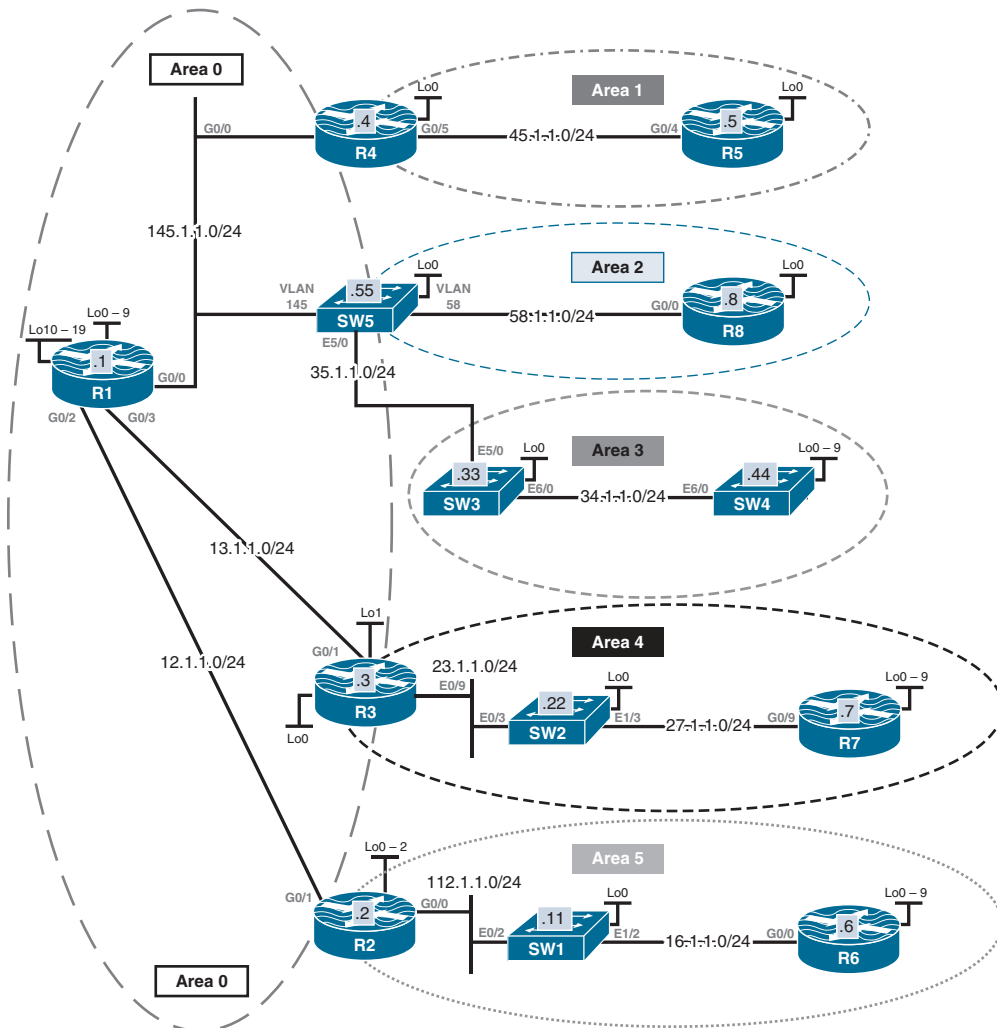 Area 0
Area 1
Lo0
Lo0
.4
G0/0
G0/5
45.1.1.0/24
G0/4
.5
R4
R5
145.1.1.0/24
Area 2
Lo0
Lo0
VLAN
145
.55
VLAN
58
SW5
58.1.1.0/24
G0/0
.8
R8
E5/0
35.1.1.0/24
Lo10 – 19
Lo0 – 9
.1
G0/0
R1
G0/2
G0/3
Area 3
E5/0
Lo0
Lo0 – 9
.33
E6/0
34.1.1.0/24
E6/0
.44
SW3
SW4
13.1.1.0/24
12.1.1.0/24
Area 4
Lo1
G0/1
23.1.1.0/24
.3
E0/9
R3
Lo0
Lo0
Lo0 – 9
E0/3
.22
E1/3
27.1.1.0/24
G0/9
.7
SW2
R7
Area 5
Lo0 – 2
112.1.1.0/24
Lo0
Lo0 – 9
G0/1
.2
G0/0
R2
E0/2
.11
E1/2
16.1.1.0/24
G0/0
.6
SW1
R6
Area 0